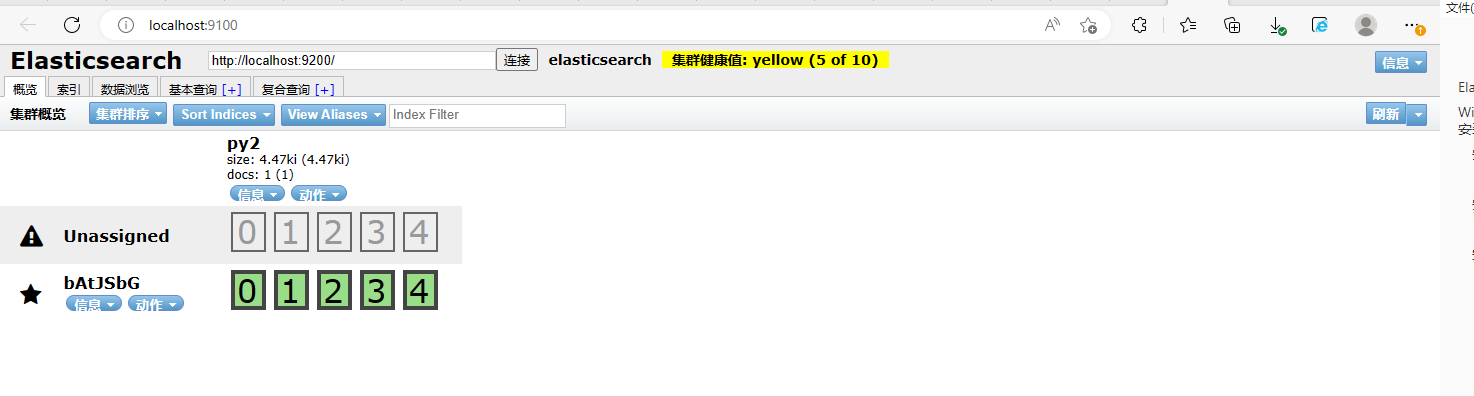 文件(
localhost:9100
Elasticsearch http://localhost:9200/ 连接 elasticsearch 集群健康值: yellow (5 of 10) 信息
概览 索引 数据浏览 基本查询 [+] 复合查询 [+]
集群概览 集群排序 Sort Indices View Aliases Index Filter 刷新
Ela
Wi
py2
size: 4.47ki (4.47ki)
docs: 1 (1)
信息 动作
Unassigned 0 1 2 3 4
bAtJSbG 0 1 2 3 4
信息 动作